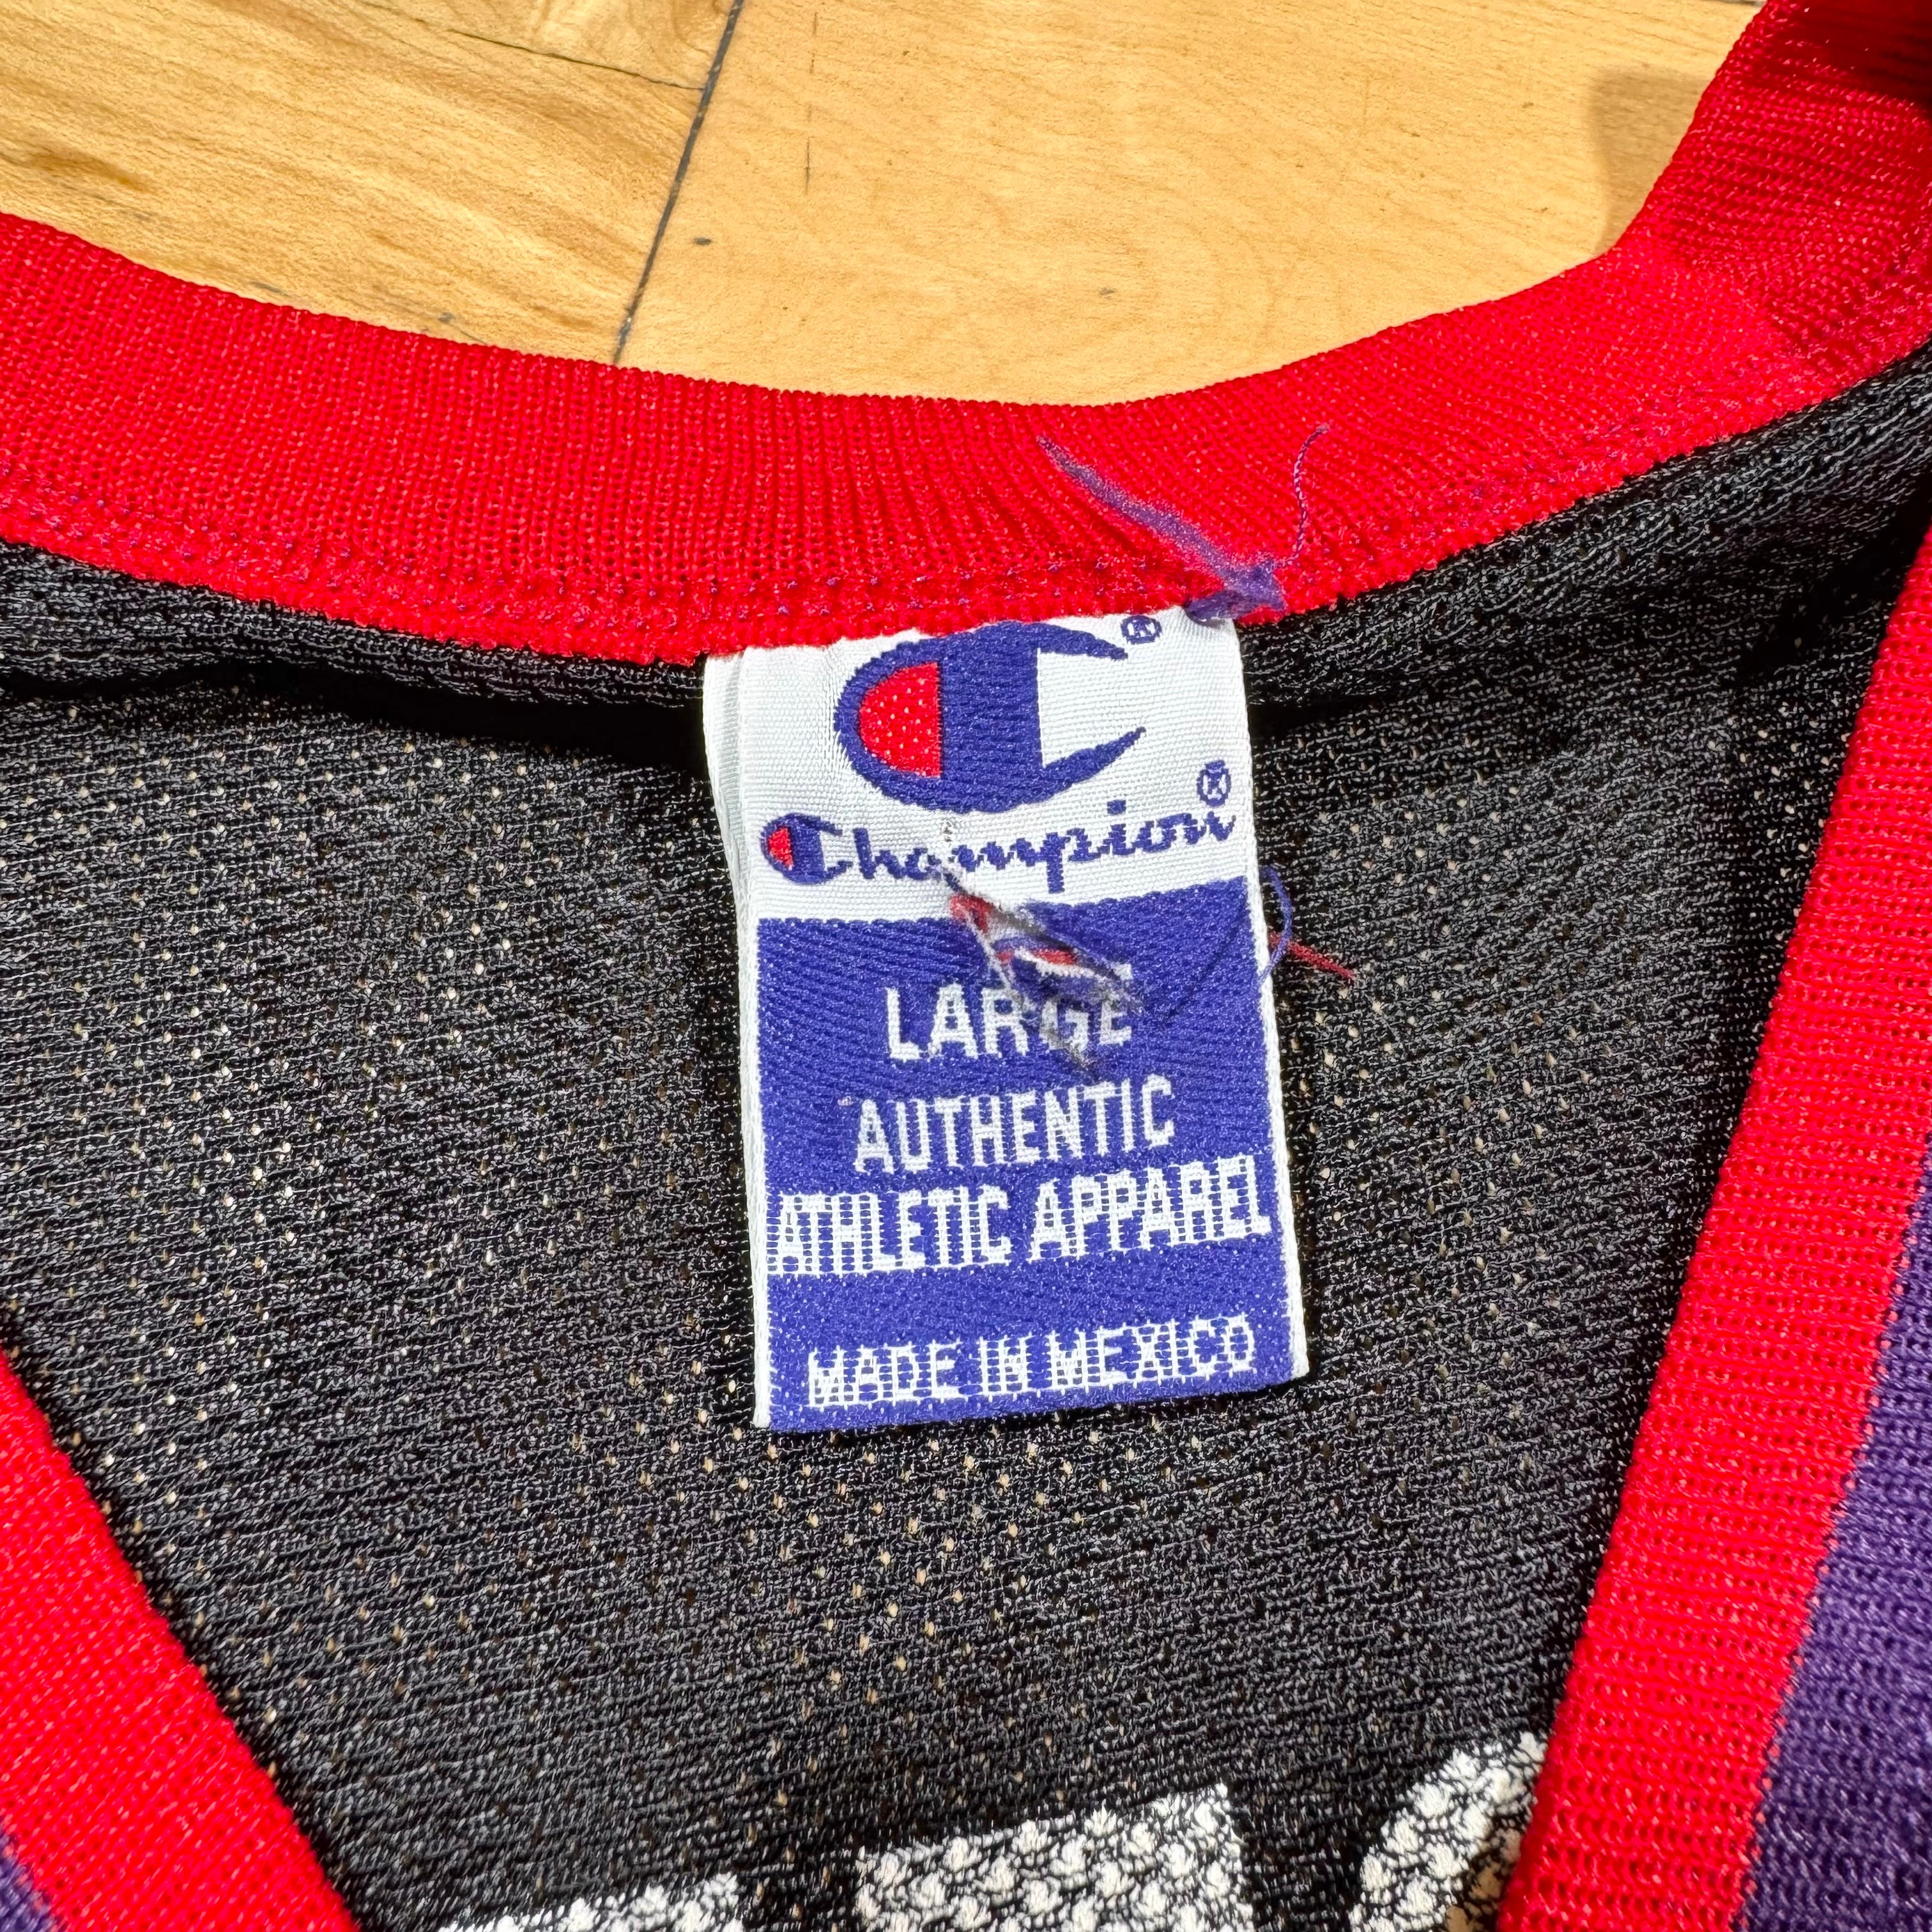 ®
Champion®
LARGE
AUTHENTIC
ATHLETIC APPAREL
MADE IN MEXICO